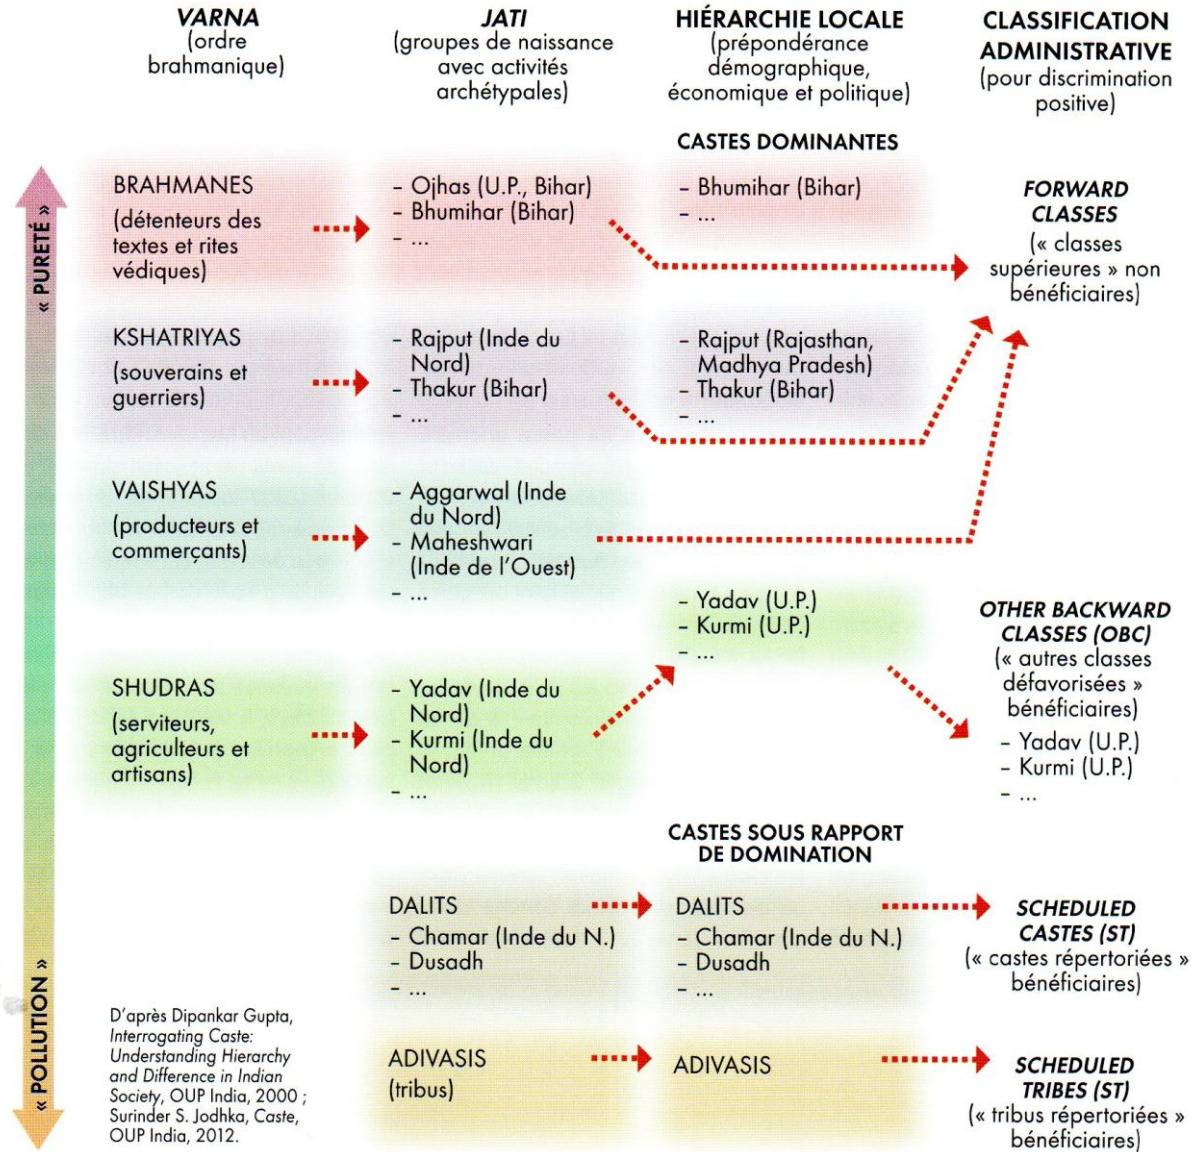 VARNA
(ordre
brahmanique)
JATI
(groupes de naissance
avec activités
archétypales)
HIÉRARCHIE LOCALE
(prépondérance
démographique,
économique et politique)
CLASSIFICATION
ADMINISTRATIVE
(pour discrimination
positive)
CASTES DOMINANTES
« PURETÉ »
BRAHMANES
(détenteurs des
textes et rites
védiques)
- Ojhas (U.P., Bihar)
- Bhumihar (Bihar)
- ...
- Bhumihar (Bihar)
- ...
FORWARD
CLASSES
(« classes
supérieures » non
bénéficiaires)
KSHATRIYAS
(souverains et
guerriers)
- Rajput (Inde du
Nord)
- Thakur (Bihar)
- ...
- Rajput (Rajasthan,
Madhya Pradesh)
- Thakur (Bihar)
- ...
VAISHYAS
(producteurs et
commerçants)
- Aggarwal (Inde
du Nord)
- Maheshwari
(Inde de l'Ouest)
- ...
- Yadav (U.P.)
- Kurmi (U.P.)
- ...
OTHER BACKWARD
CLASSES (OBC)
(« autres classes
défavorisées »
bénéficiaires)
- Yadav (U.P.)
- Kurmi (U.P.)
- ...
SHUDRAS
(serviteurs,
agriculteurs et
artisans)
- Yadav (Inde du
Nord)
- Kurmi (Inde du
Nord)
- ...
CASTES SOUS RAPPORT
DE DOMINATION
DALITS
- Chamar (Inde du N.)
- Dusadh
- ...
DALITS
- Chamar (Inde du N.)
- Dusadh
- ...
SCHEDULED
CASTES (ST)
(« castes répertoriées »
bénéficiaires)
« POLLUTION »
ADIVASIS
(tribus)
ADIVASIS
SCHEDULED
TRIBES (ST)
(« tribus répertoriées »
bénéficiaires)
D'après Dipankar Gupta,
Interrogating Caste:
Understanding Hierarchy
and Difference in Indian
Society, OUP India, 2000 ;
Surinder S. Jodhka, Caste,
OUP India, 2012.